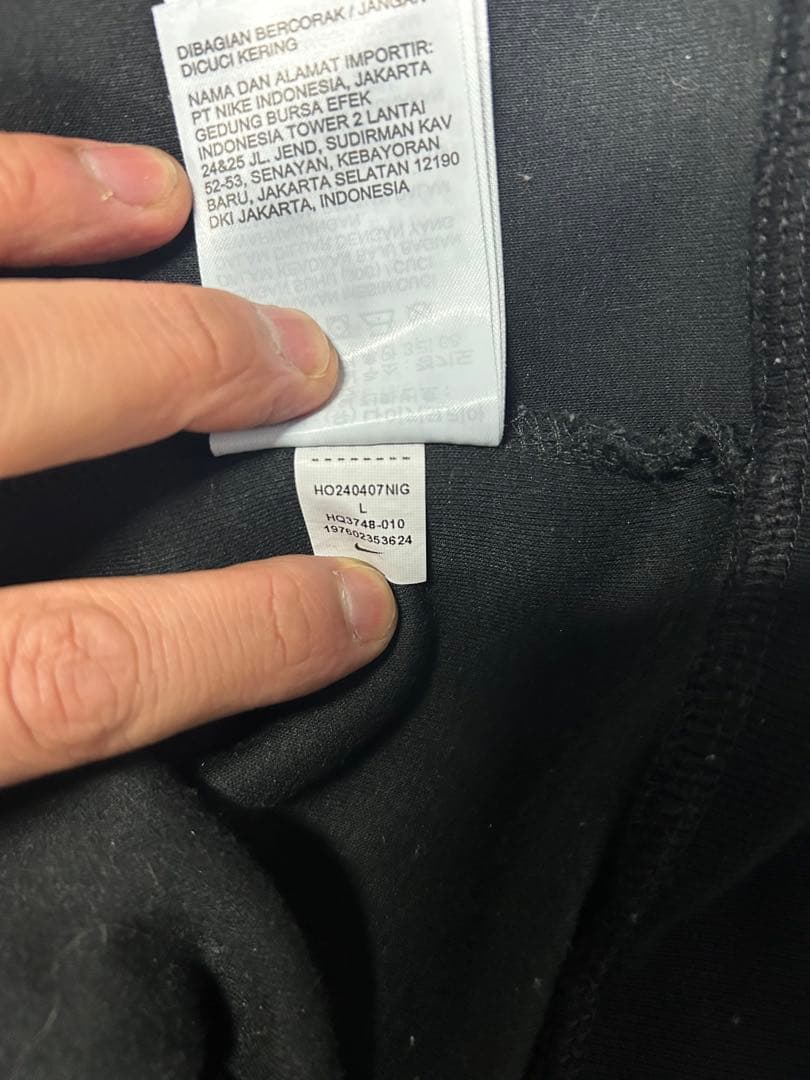 DIBAGIAN BERCORAK / JANGAN
DICUCI KERING
NAMA DAN ALAMAT IMPORTIR:
PT NIKE INDONESIA, JAKARTA
GEDUNG BURSA EFEK
INDONESIA TOWER 2 LANTAI
24&25 JL. JEND, SUDIRMAN KAV
52-53, SENAYAN, KEBAYORAN
BARU, JAKARTA SELATAN 12190
DKI JAKARTA, INDONESIA
HO240407NIG
L
HQ3748-010
197602353624